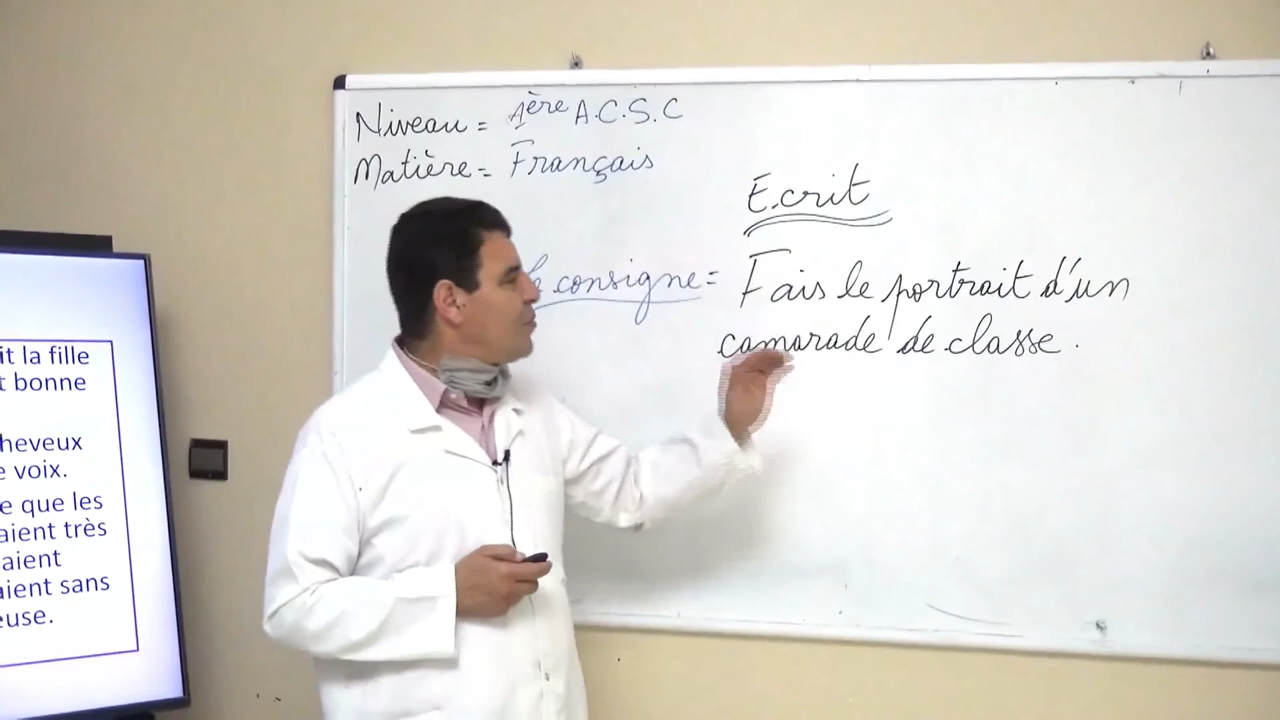 Niveau = 1ère A.C.S.C
Matière = Français
Ecrit
consigne = Fais le portrait d'un
camarade de classe.
it la fille
t bonne
heveux
e voix.
e que les
aient très
aient
aient sans
euse.